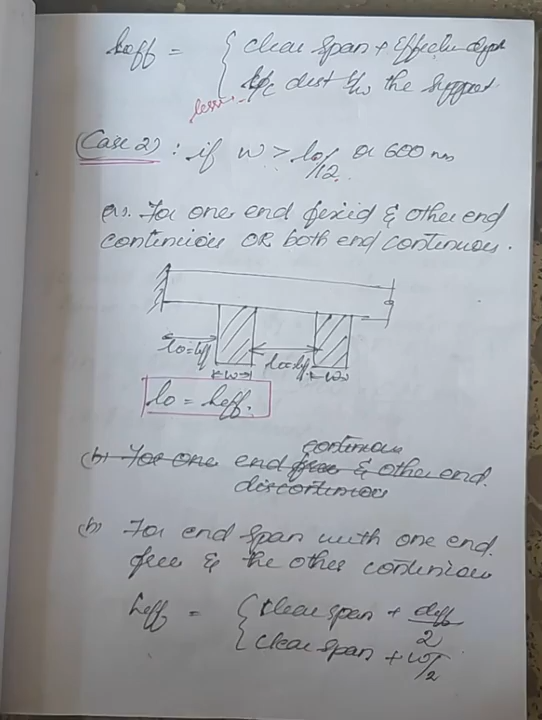 leff = { clear span + Effective depth
c/c dist b/w the support
less
(Case 2) : if w > lo/12 or 600 mm
(a). For one end fixed & other end
continuous OR both end continuous.
lo = leff
lo = leff
w
w
lo = leff.
(b) For one end free & other end.
continuous
discontinuous
(b) For end span with one end.
free & the other continuous
leff = { clear span + deff/2
clear span + w/2